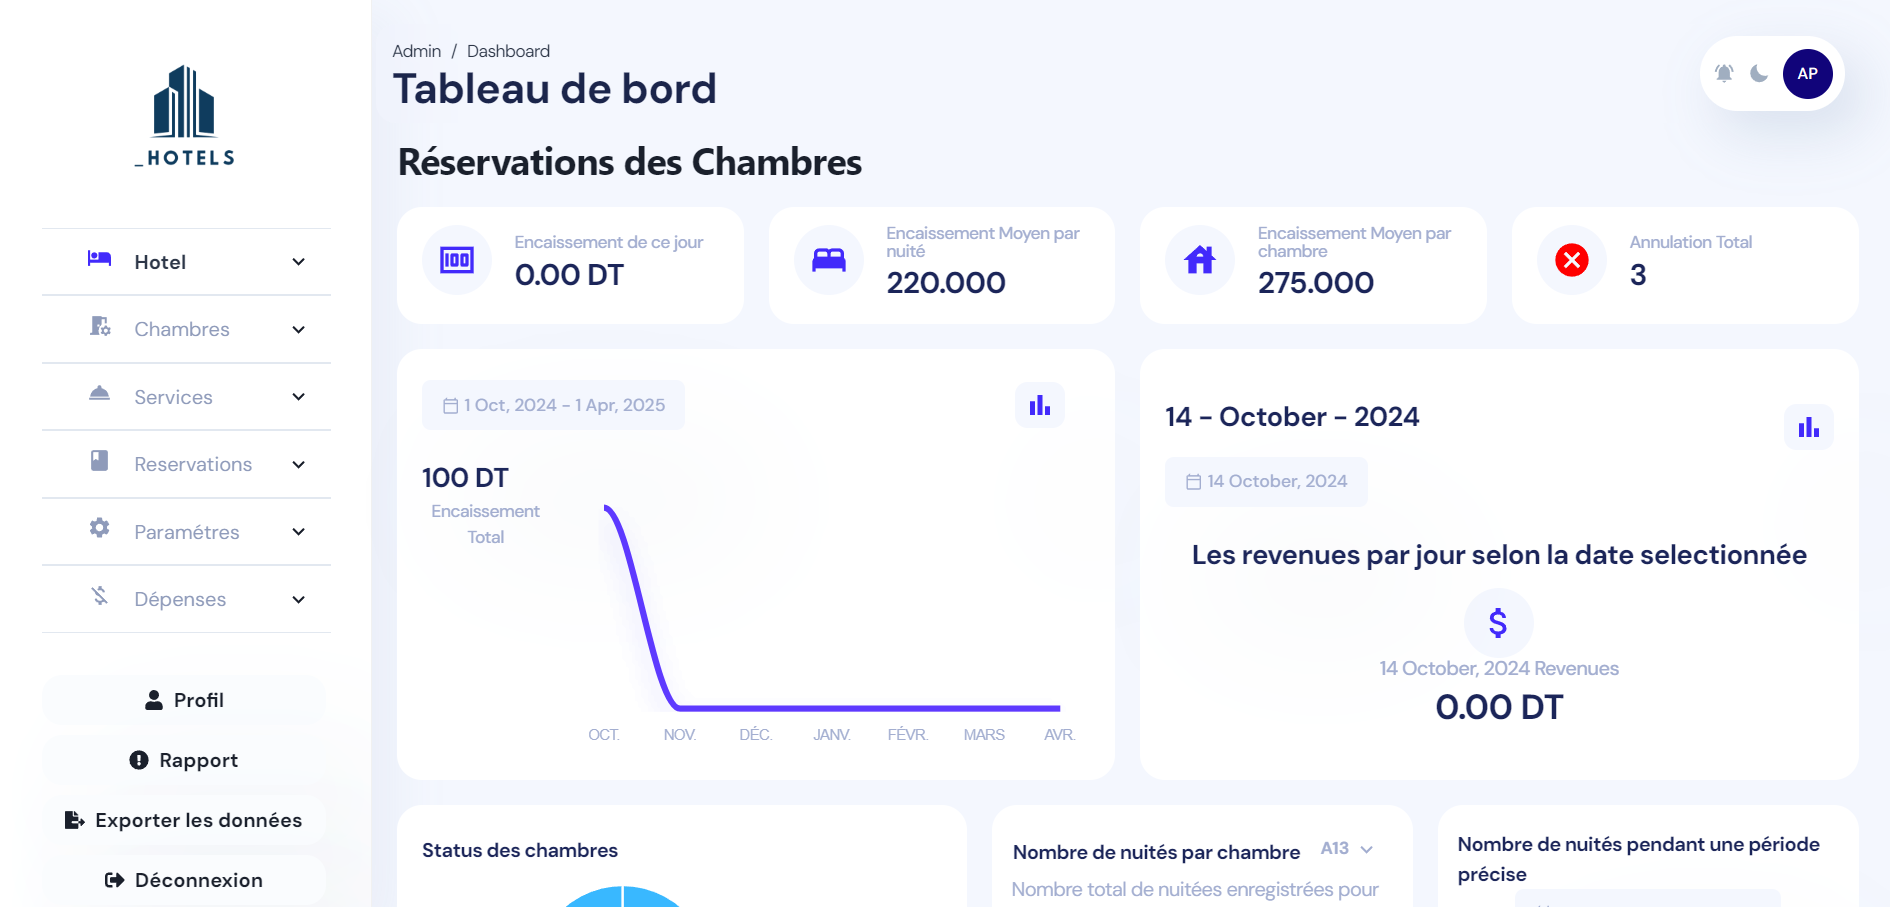 _HOTELS
Hotel
Chambres
Services
Reservations
Paramétres
Dépenses
Profil
Rapport
Exporter les données
Déconnexion
Admin / Dashboard
Tableau de bord
AP
Réservations des Chambres
100
Encaissement de ce jour
0.00 DT
Encaissement Moyen par
nuité
220.000
Encaissement Moyen par
chambre
275.000
Annulation Total
3
1 Oct, 2024 - 1 Apr, 2025
100 DT
Encaissement
Total
OCT. NOV. DÉC. JANV. FÉVR. MARS AVR.
14 - October - 2024
14 October, 2024
Les revenues par jour selon la date selectionnée
$
14 October, 2024 Revenues
0.00 DT
Status des chambres
Nombre de nuités par chambre A13
Nombre total de nuitées enregistrées pour
Nombre de nuités pendant une période
précise